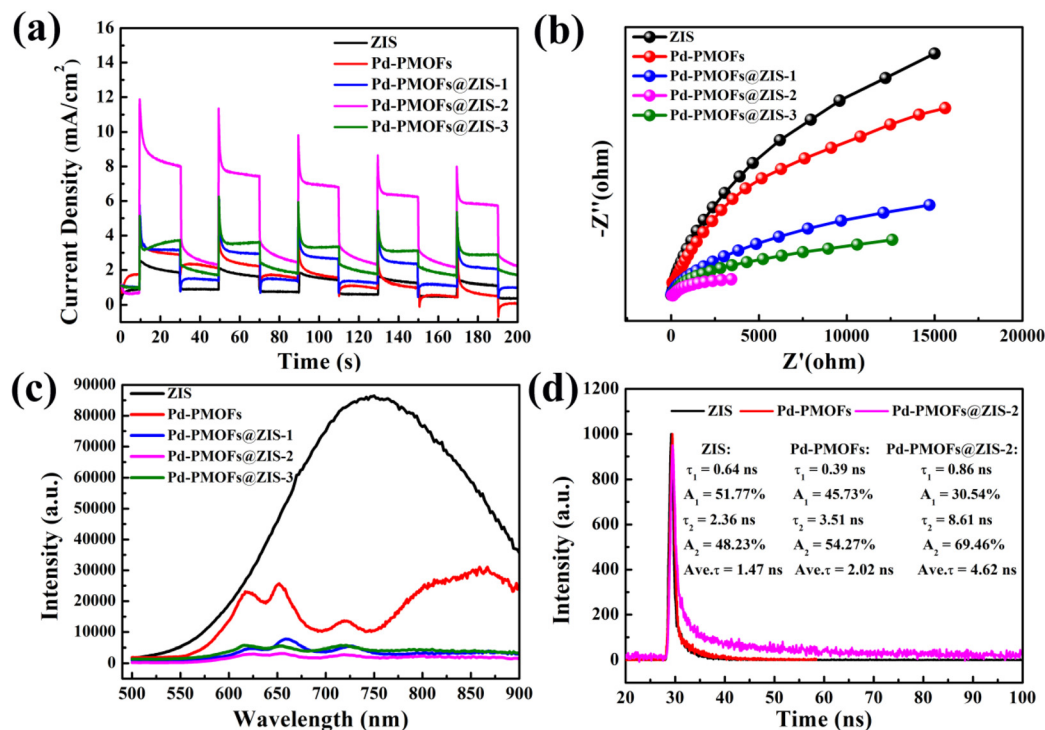 (a)
Current Density (mA/cm²)
16
14
12
10
8
6
4
2
0
ZIS
Pd-PMOFs
Pd-PMOFs@ZIS-1
Pd-PMOFs@ZIS-2
Pd-PMOFs@ZIS-3
0 20 40 60 80 100 120 140 160 180 200
Time (s)
(b)
-Z''(ohm)
ZIS
Pd-PMOFs
Pd-PMOFs@ZIS-1
Pd-PMOFs@ZIS-2
Pd-PMOFs@ZIS-3
0 5000 10000 15000 20000
Z'(ohm)
(c)
Intensity (a.u.)
90000
80000
70000
60000
50000
40000
30000
20000
10000
0
ZIS
Pd-PMOFs
Pd-PMOFs@ZIS-1
Pd-PMOFs@ZIS-2
Pd-PMOFs@ZIS-3
500 550 600 650 700 750 800 850 900
Wavelength (nm)
(d)
Intensity (a.u.)
1200
1000
800
600
400
200
0
ZIS Pd-PMOFs Pd-PMOFs@ZIS-2
ZIS: Pd-PMOFs: Pd-PMOFs@ZIS-2:
τ₁ = 0.64 ns τ₁ = 0.39 ns τ₁ = 0.86 ns
A₁ = 51.77% A₁ = 45.73% A₁ = 30.54%
τ₂ = 2.36 ns τ₂ = 3.51 ns τ₂ = 8.61 ns
A₂ = 48.23% A₂ = 54.27% A₂ = 69.46%
Ave.τ = 1.47 ns Ave.τ = 2.02 ns Ave.τ = 4.62 ns
20 30 40 50 60 70 80 90 100
Time (ns)